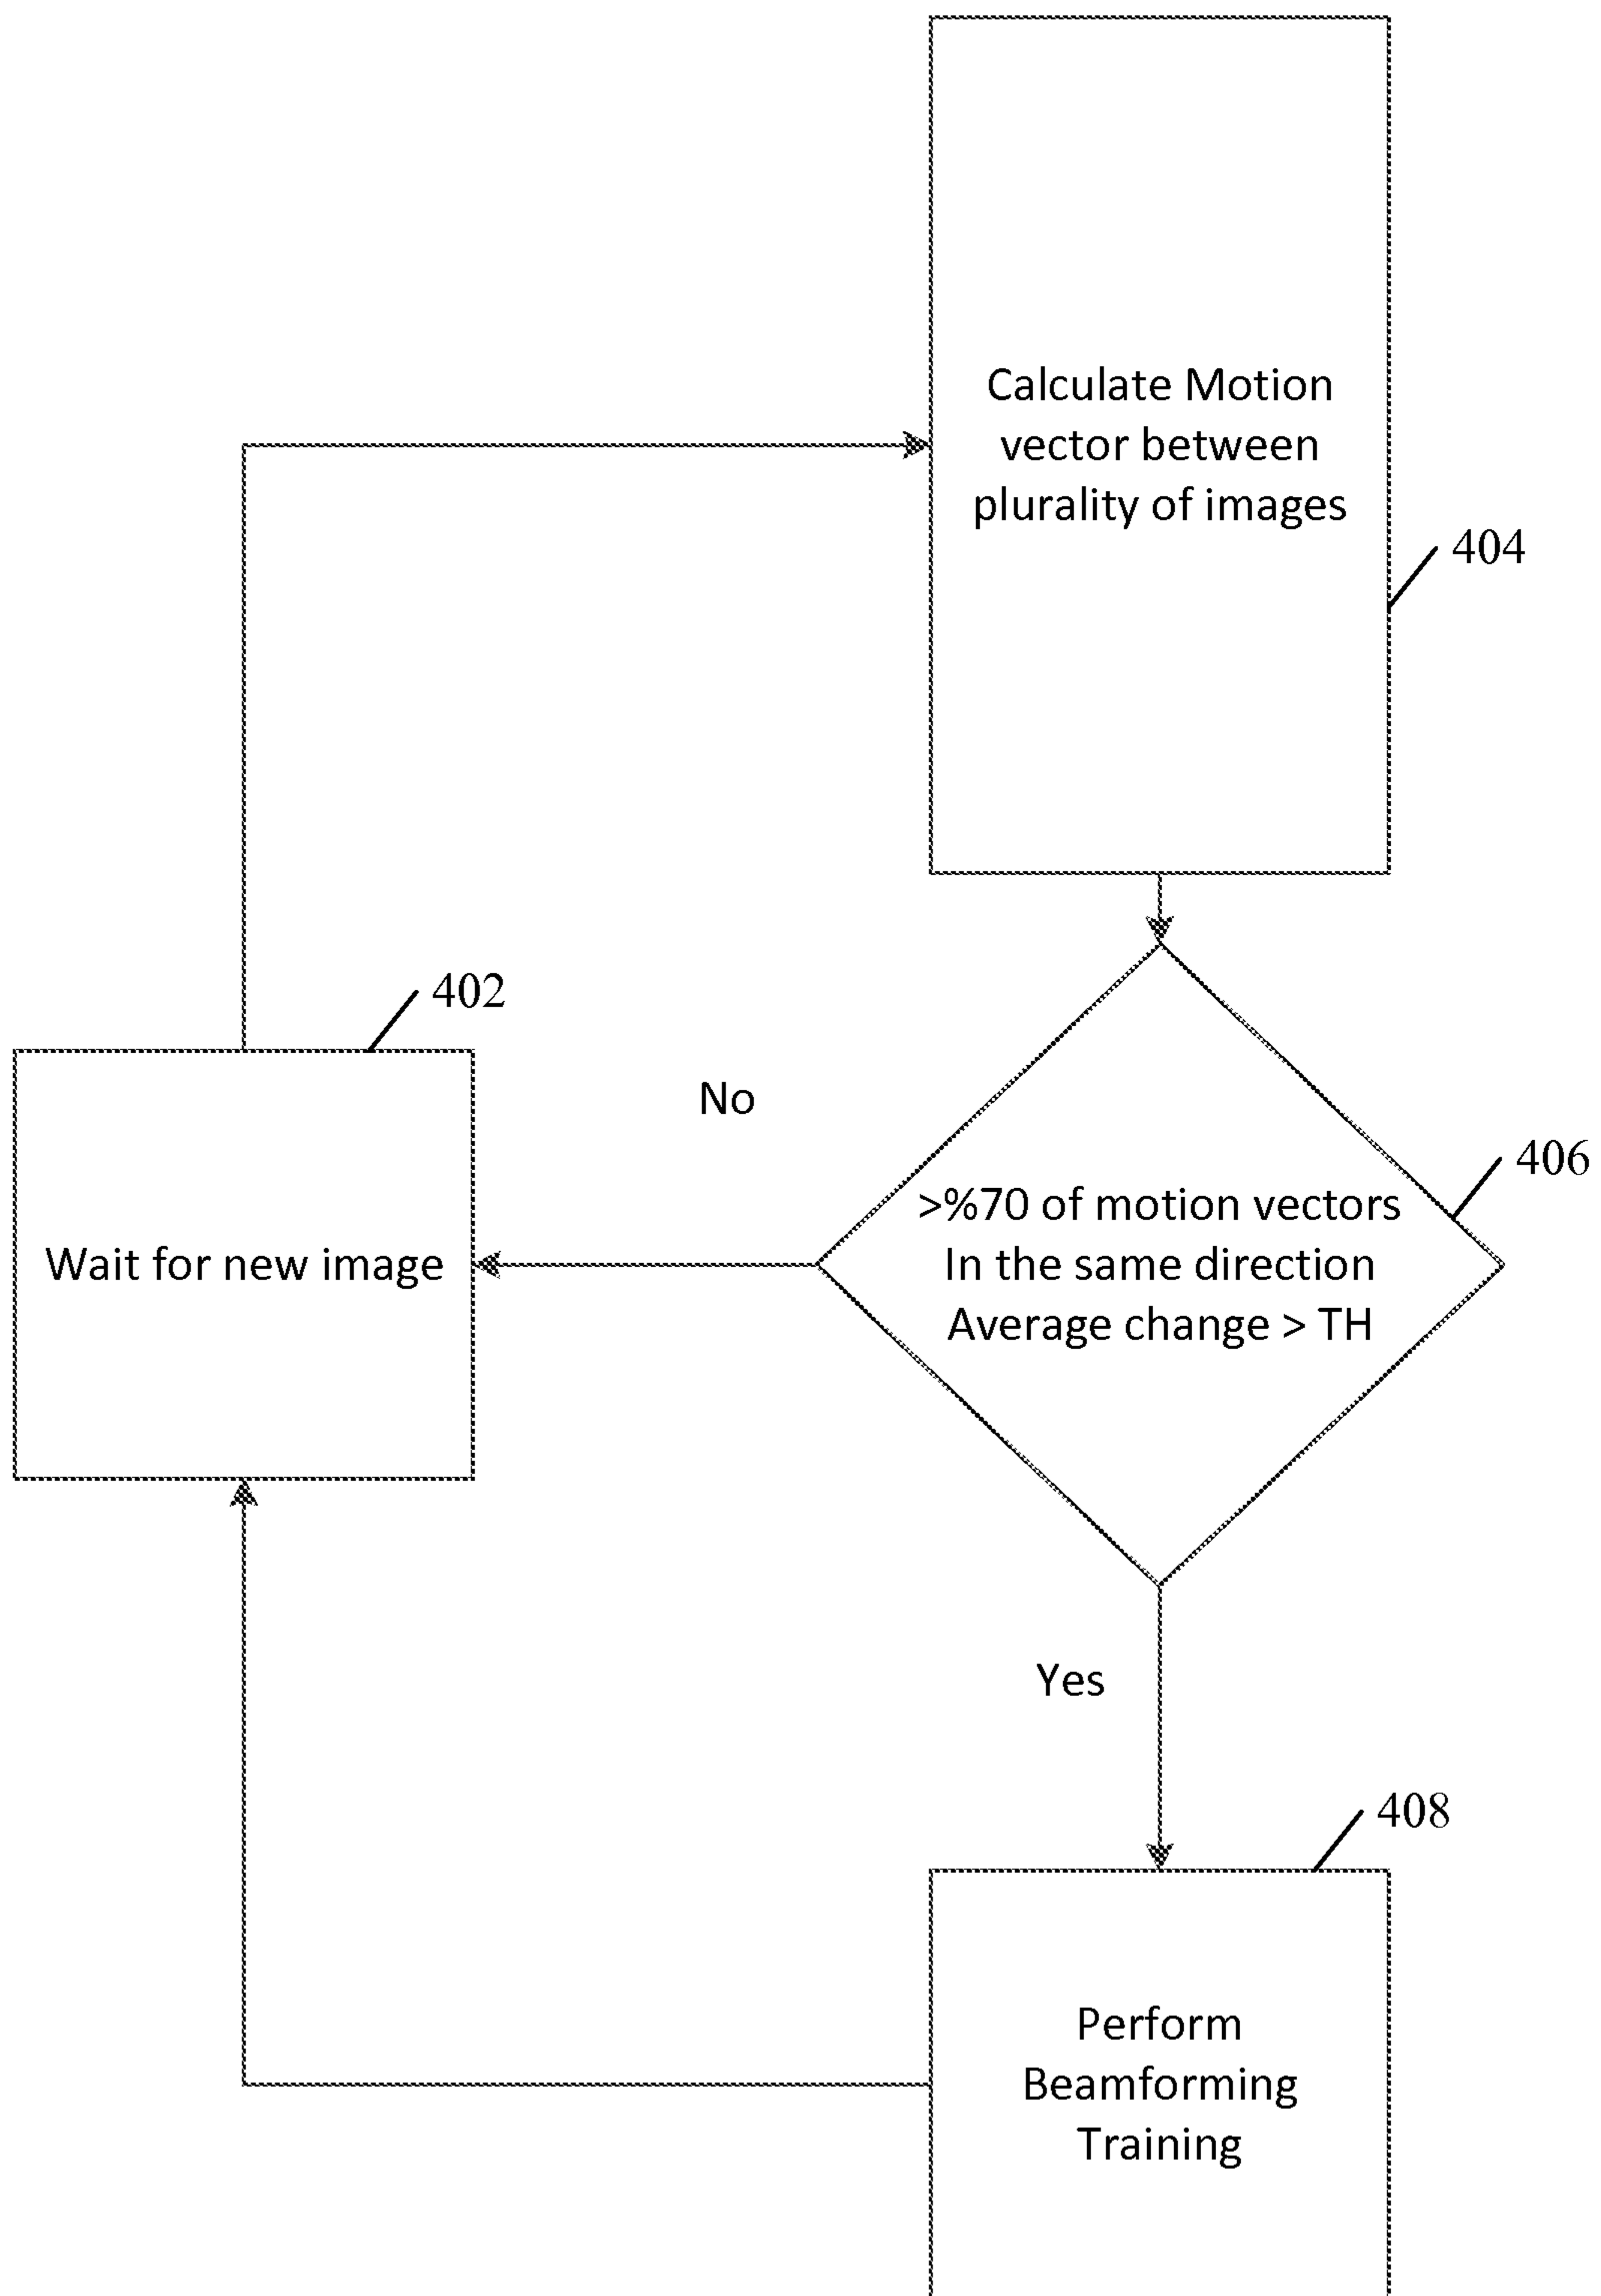 Calculate Motion
vector between
plurality of images
404
402
No
406
>%70 of motion vectors
In the same direction
Average change > TH
Wait for new image
Yes
408
Perform
Beamforming
Training